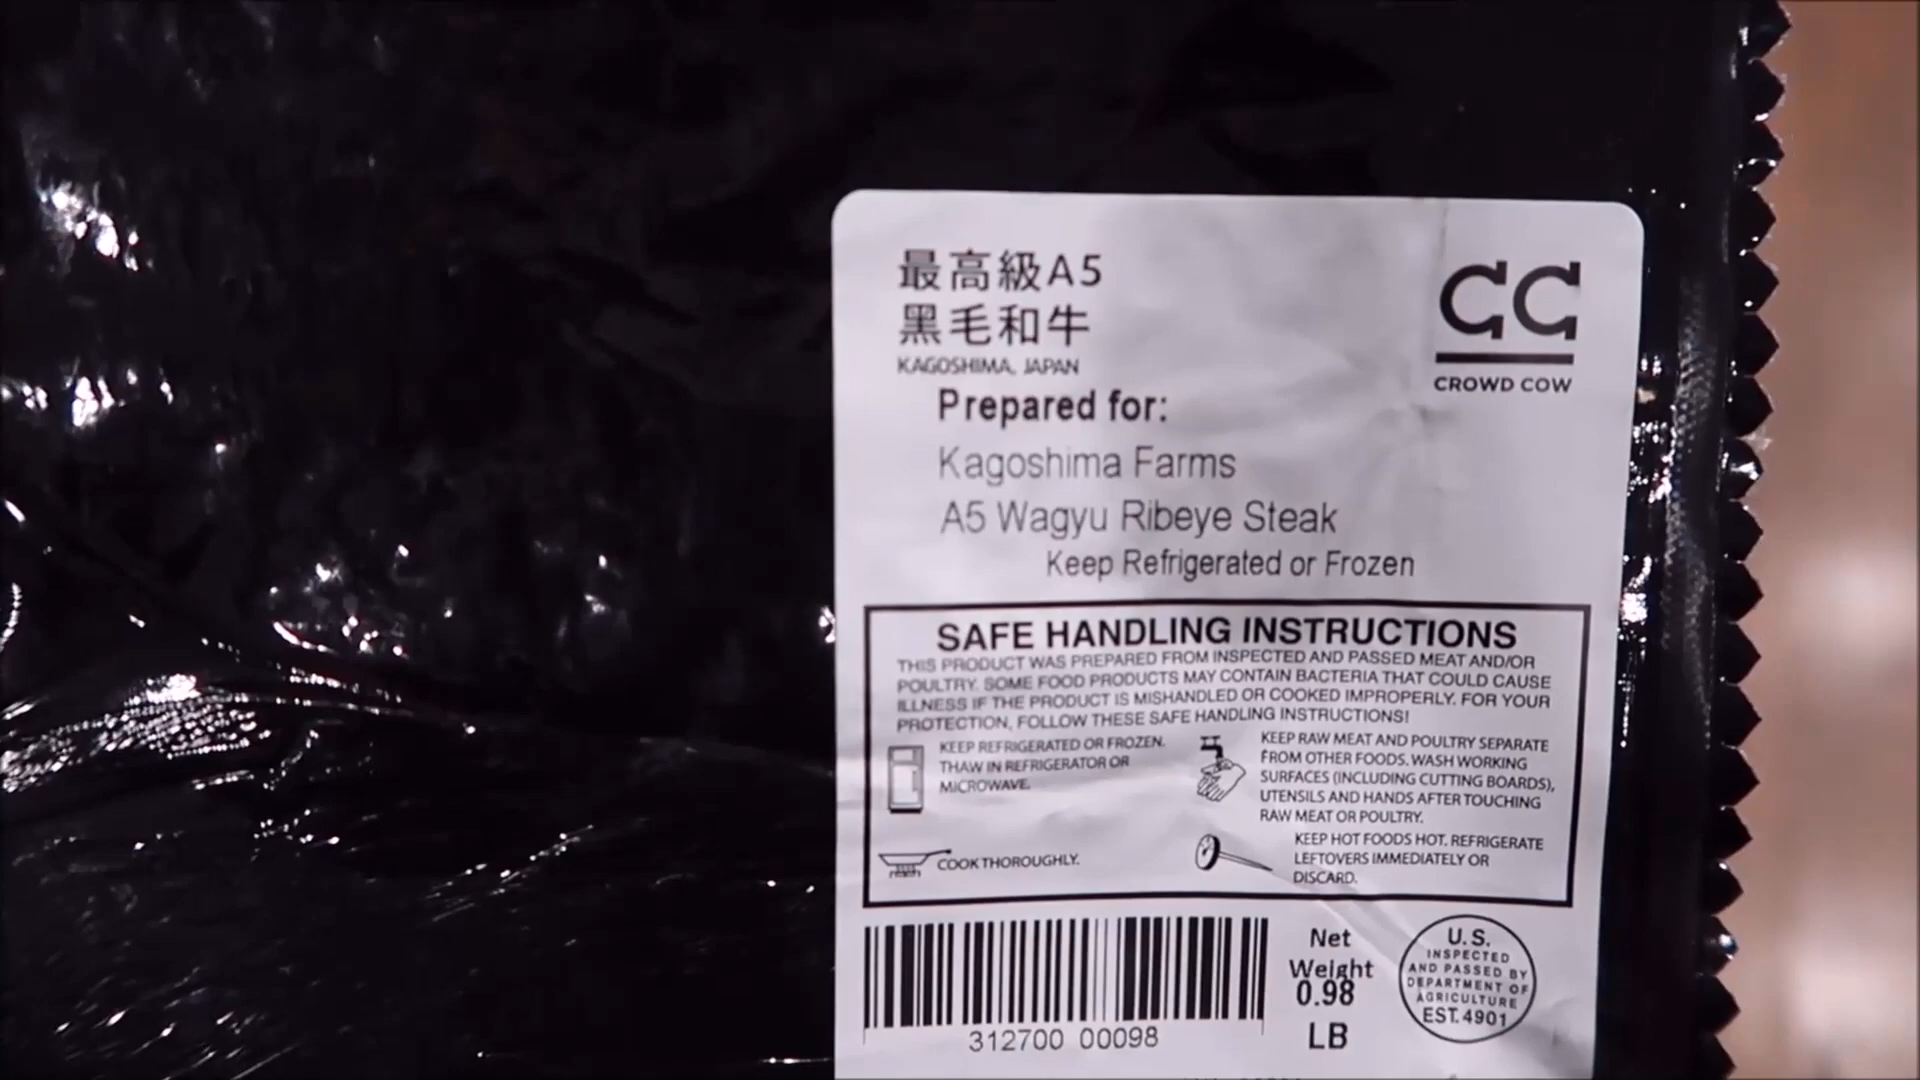 最高級A5
黒毛和牛
KAGOSHIMA, JAPAN
CC
CROWD COW
Prepared for:
Kagoshima Farms
A5 Wagyu Ribeye Steak
Keep Refrigerated or Frozen
SAFE HANDLING INSTRUCTIONS
THIS PRODUCT WAS PREPARED FROM INSPECTED AND PASSED MEAT AND/OR
POULTRY. SOME FOOD PRODUCTS MAY CONTAIN BACTERIA THAT COULD CAUSE
ILLNESS IF THE PRODUCT IS MISHANDLED OR COOKED IMPROPERLY. FOR YOUR
PROTECTION, FOLLOW THESE SAFE HANDLING INSTRUCTIONS!
KEEP REFRIGERATED OR FROZEN.
THAW IN REFRIGERATOR OR
MICROWAVE.
KEEP RAW MEAT AND POULTRY SEPARATE
FROM OTHER FOODS. WASH WORKING
SURFACES (INCLUDING CUTTING BOARDS),
UTENSILS AND HANDS AFTER TOUCHING
RAW MEAT OR POULTRY.
COOK THOROUGHLY.
KEEP HOT FOODS HOT. REFRIGERATE
LEFTOVERS IMMEDIATELY OR
DISCARD.
312700 00098
Net
Weight
0.98
LB
U.S.
INSPECTED
AND PASSED BY
DEPARTMENT OF
AGRICULTURE
EST. 4901